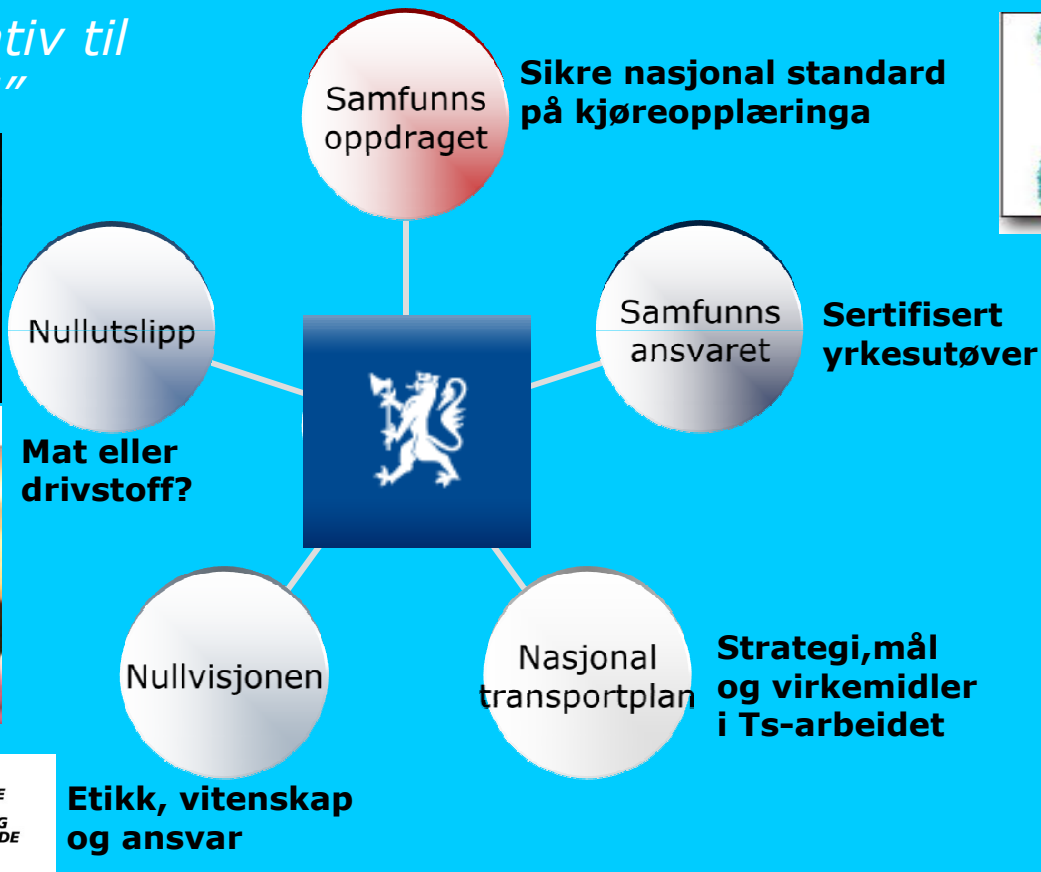 til
Samfunns
oppdraget
Sikre nasjonal standard
på kjøreopplæringa
Nullutslipp
Mat eller
drivstoff?
Samfunns
ansvaret
Sertifisert
yrkesutøver
Nullvisjonen
Etikk, vitenskap
og ansvar
Nasjonal
transportplan
Strategi,mål
og virkemidler
i Ts-arbeidet